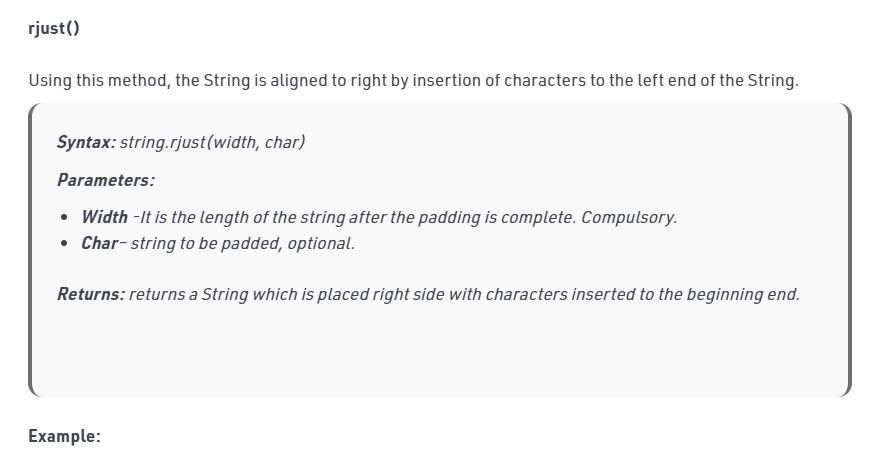 rjust()
Using this method, the String is aligned to right by insertion of characters to the left end of the String.
Syntax: string.rjust(width, char)
Parameters:
• Width -It is the length of the string after the padding is complete. Compulsory.
• Char– string to be padded, optional.
Returns: returns a String which is placed right side with characters inserted to the beginning end.
Example: